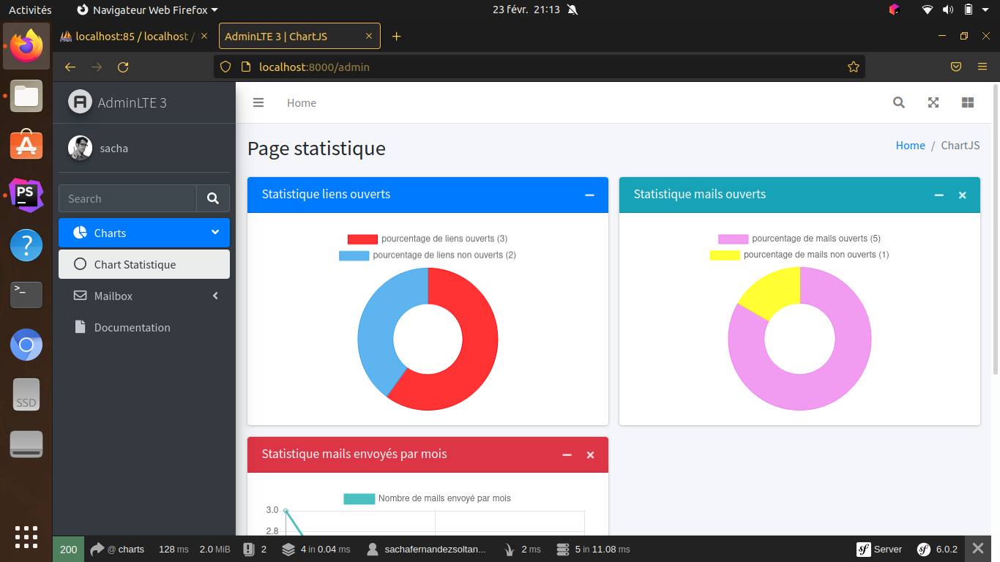 Activités
Navigateur Web Firefox
23 févr. 21:13
localhost:85 / localhost /
AdminLTE 3 | ChartJS
localhost:8000/admin
AdminLTE 3
Home
sacha
Page statistique
Home / ChartJS
Search
Charts
Chart Statistique
Mailbox
Documentation
Statistique liens ouverts
pourcentage de liens ouverts (3)
pourcentage de liens non ouverts (2)
Statistique mails ouverts
pourcentage de mails ouverts (5)
pourcentage de mails non ouverts (1)
Statistique mails envoyés par mois
Nombre de mails envoyé par mois
3.0
2.8
PS
SSD
200 @ charts 128 ms 2.0 MiB 2 4 in 0.04 ms sachafernandezsoltan... 2 ms 5 in 11.08 ms sf Server sf 6.0.2